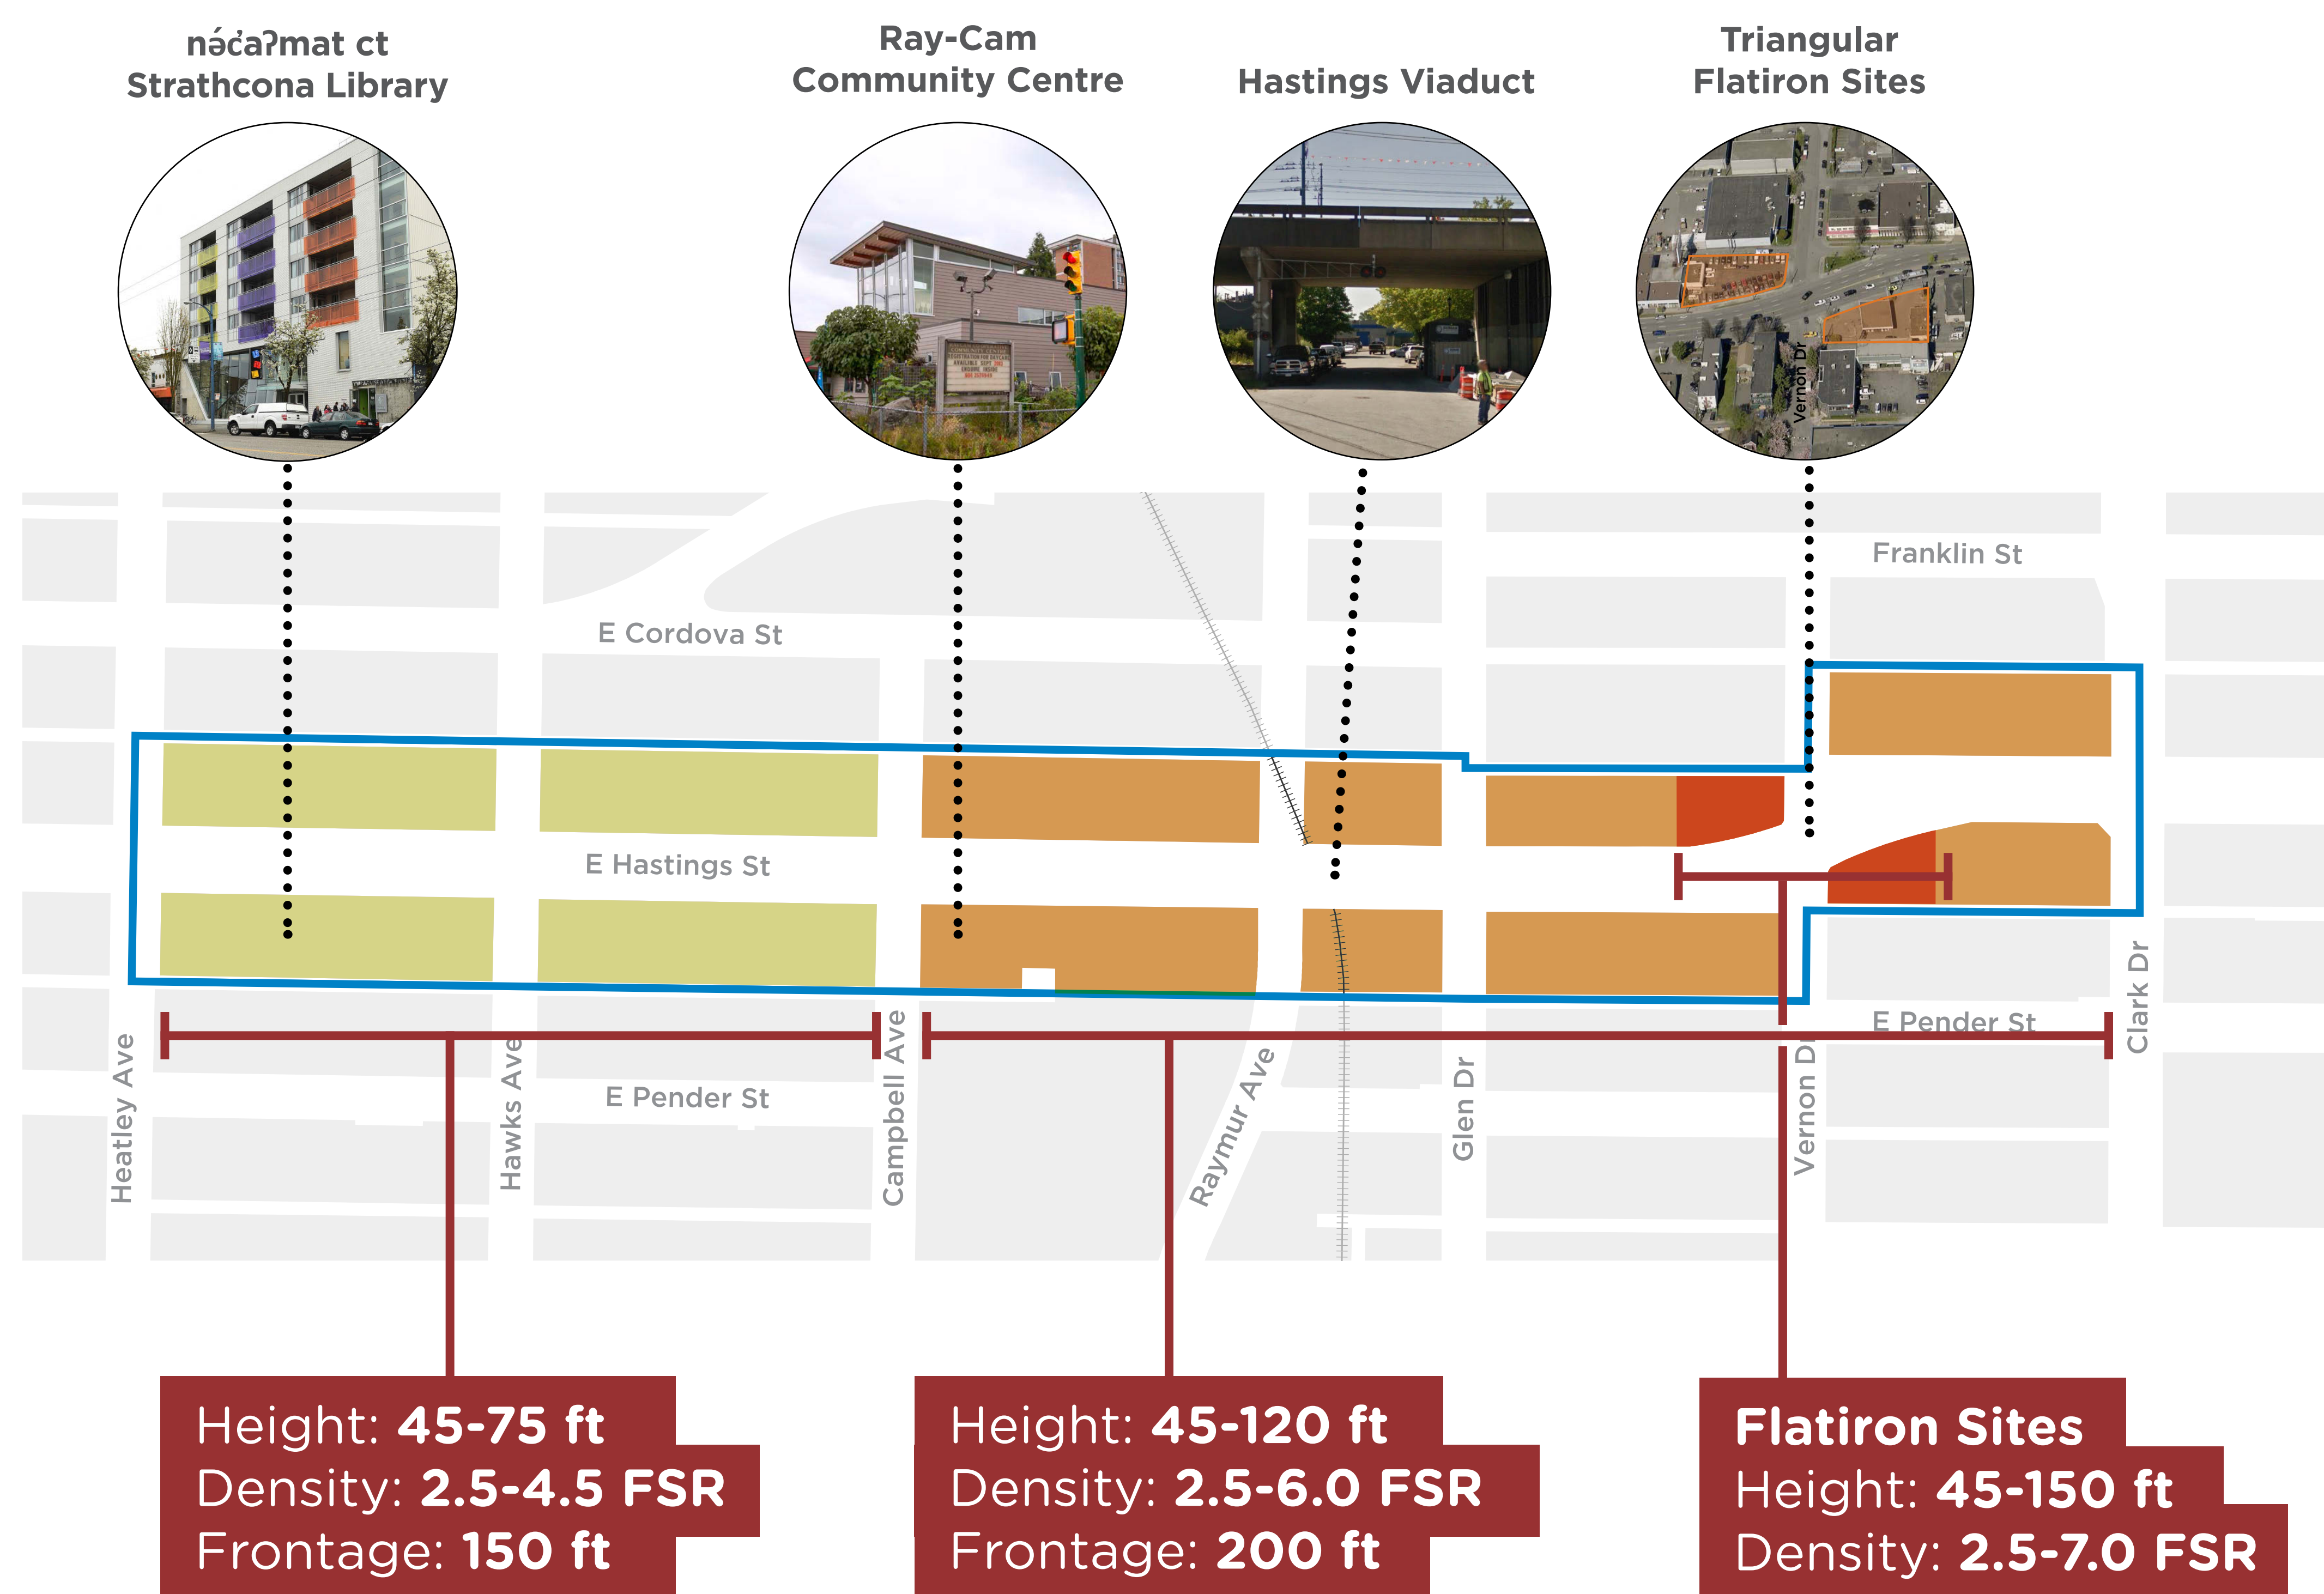 nə́c̓aʔmat ct
Strathcona Library
Ray-Cam
Community Centre
Hastings Viaduct
Triangular
Flatiron Sites
Vernon Dr
Franklin St
E Cordova St
E Hastings St
E Pender St
E Pender St
Heatley Ave
Hawks Ave
Campbell Ave
Raymur Ave
Glen Dr
Vernon Dr
Clark Dr
Height: 45-75 ft
Density: 2.5-4.5 FSR
Frontage: 150 ft
Height: 45-120 ft
Density: 2.5-6.0 FSR
Frontage: 200 ft
Flatiron Sites
Height: 45-150 ft
Density: 2.5-7.0 FSR